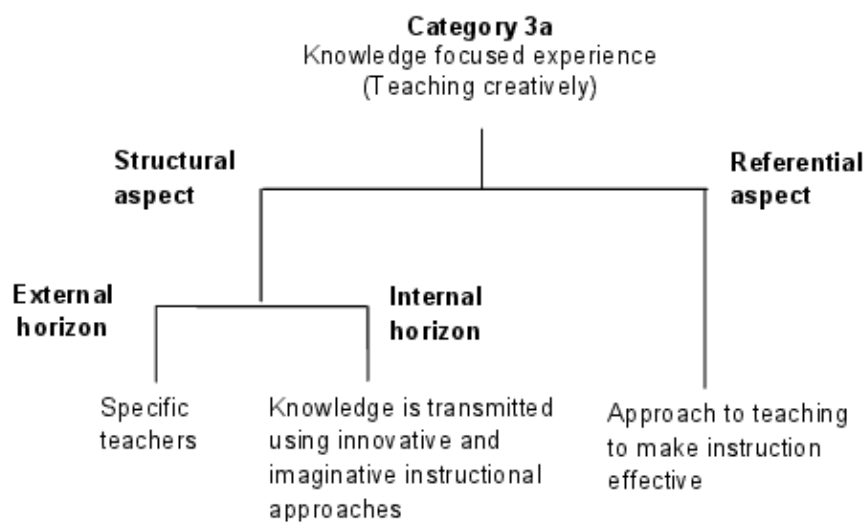 Category 3a
Knowledge focused experience
(Teaching creatively)
Structural
aspect
Referential
aspect
External
horizon
Internal
horizon
Specific
teachers
Knowledge is transmitted
using innovative and
imaginative instructional
approaches
Approach to teaching
to make instruction
effective